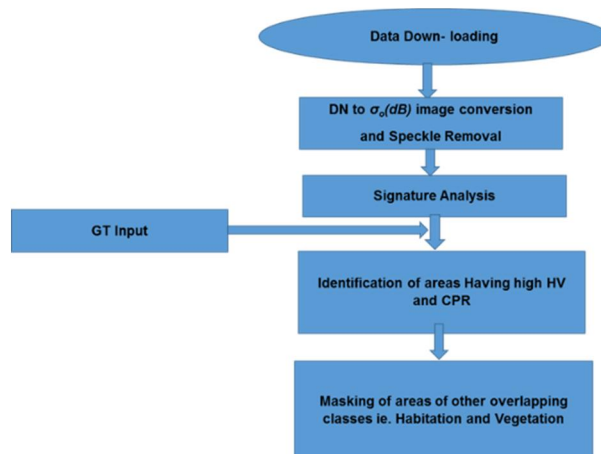 Data Down- loading
DN to σₒ(dB) image conversion
and Speckle Removal
Signature Analysis
GT Input
Identification of areas Having high HV
and CPR
Masking of areas of other overlapping
classes ie. Habitation and Vegetation